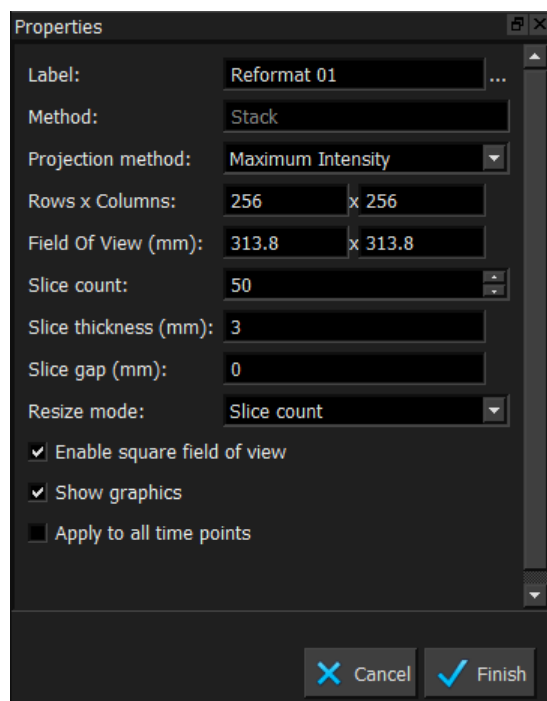 Properties
Label: Reformat 01 ...
Method: Stack
Projection method: Maximum Intensity
Rows x Columns: 256 x 256
Field Of View (mm): 313.8 x 313.8
Slice count: 50
Slice thickness (mm): 3
Slice gap (mm): 0
Resize mode: Slice count
Enable square field of view
Show graphics
Apply to all time points
Cancel Finish